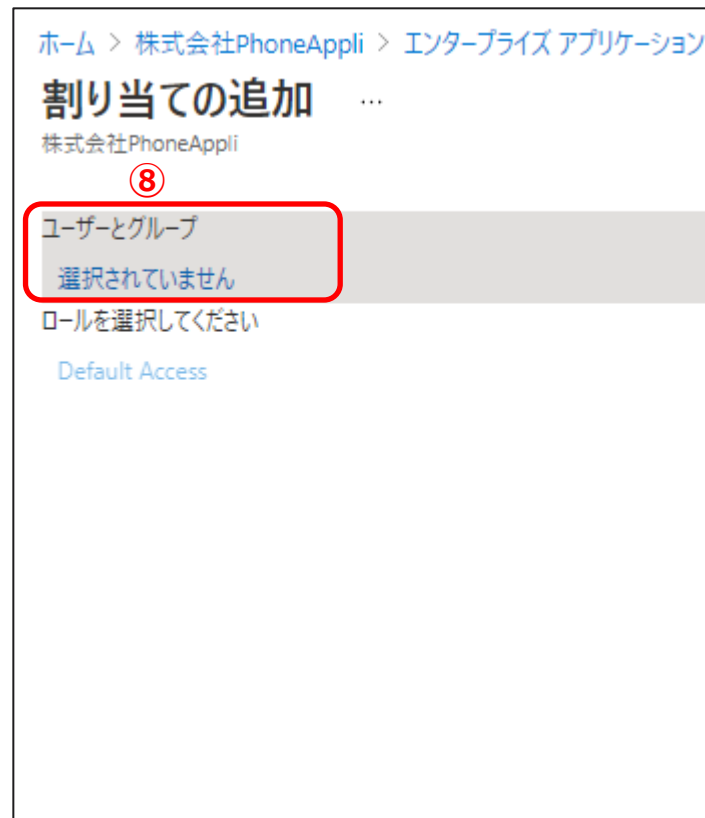 ホーム > 株式会社PhoneAppli > エンタープライズ アプリケーション
割り当ての追加 …
株式会社PhoneAppli
⑧
ユーザーとグループ
選択されていません
ロールを選択してください
Default Access